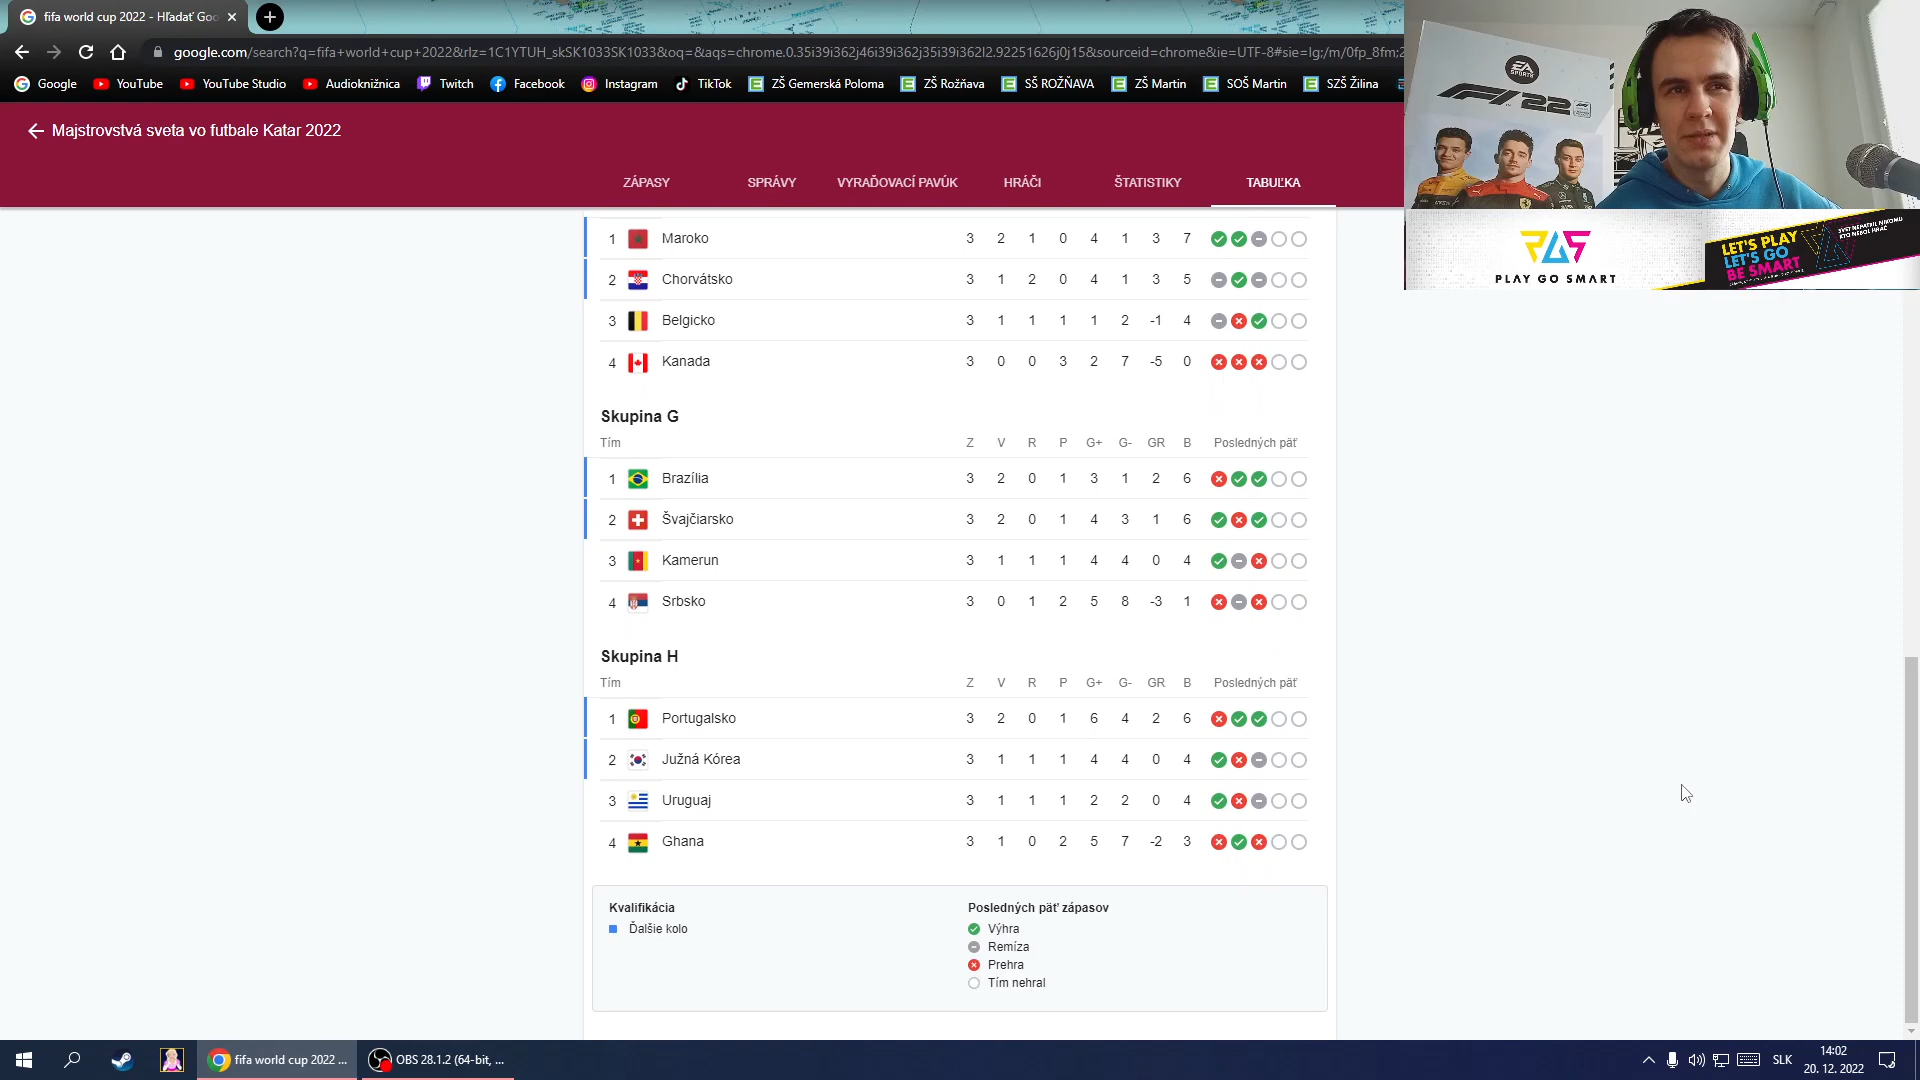 fifa world cup 2022 - Hľadať Goo
google.com/search?q=fifa+world+cup+2022&rlz=1C1YTUH_skSK1033SK1033&oq=&aqs=chrome.0.35i39i362j46i39i362j35i39i362l2.92251626j0j15&sourceid=chrome&ie=UTF-8#sie=lg;/m/0fp_8fm;2
Google YouTube YouTube Studio Audioknižnica Twitch Facebook Instagram TikTok ZŠ Gemerská Poloma ZŠ Rožňava SŠ ROŽŇAVA ZŠ Martin SOŠ Martin SZŠ Žilina
Majstrovstvá sveta vo futbale Katar 2022
ZÁPASY SPRÁVY VYRAĎOVACÍ PAVÚK HRÁČI ŠTATISTIKY TABUĽKA
1 Maroko 3 2 1 0 4 1 3 7
2 Chorvátsko 3 1 2 0 4 1 3 5
3 Belgicko 3 1 1 1 1 2 -1 4
4 Kanada 3 0 0 3 2 7 -5 0
Skupina G
Tím Z V R P G+ G- GR B Posledných päť
1 Brazília 3 2 0 1 3 1 2 6
2 Švajčiarsko 3 2 0 1 4 3 1 6
3 Kamerun 3 1 1 1 4 4 0 4
4 Srbsko 3 0 1 2 5 8 -3 1
Skupina H
Tím Z V R P G+ G- GR B Posledných päť
1 Portugalsko 3 2 0 1 6 4 2 6
2 Južná Kórea 3 1 1 1 4 4 0 4
3 Uruguaj 3 1 1 1 2 2 0 4
4 Ghana 3 1 0 2 5 7 -2 3
Kvalifikácia
Ďalšie kolo
Posledných päť zápasov
Výhra
Remíza
Prehra
Tím nehral
EA SPORTS
F1 22
PLAY GO SMART
LET'S PLAY
LET'S GO
BE SMART
SVET NEPATRIL NIKOMU
KTO NEBOL HRÁČ
fifa world cup 2022 ...
OBS 28.1.2 (64-bit, ...
SLK
14:02
20. 12. 2022